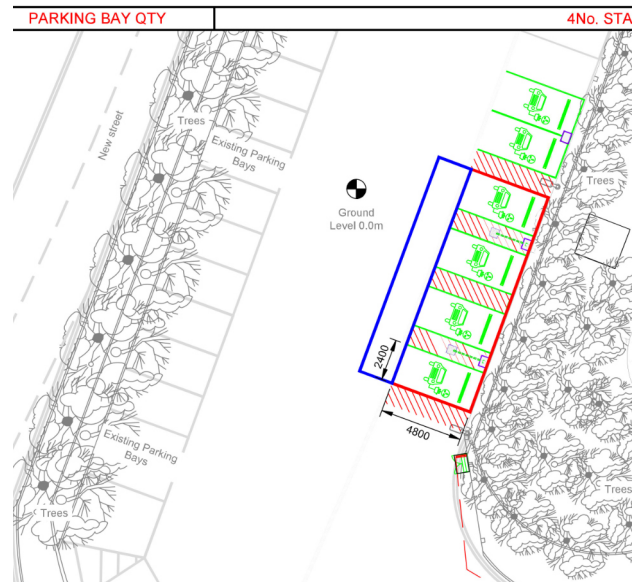 PARKING BAY QTY
4No. STA
New street
Trees
Existing Parking
Bays
Trees
Ground
Level 0.0m
2400
4800
Existing Parking
Bays
Trees
Trees